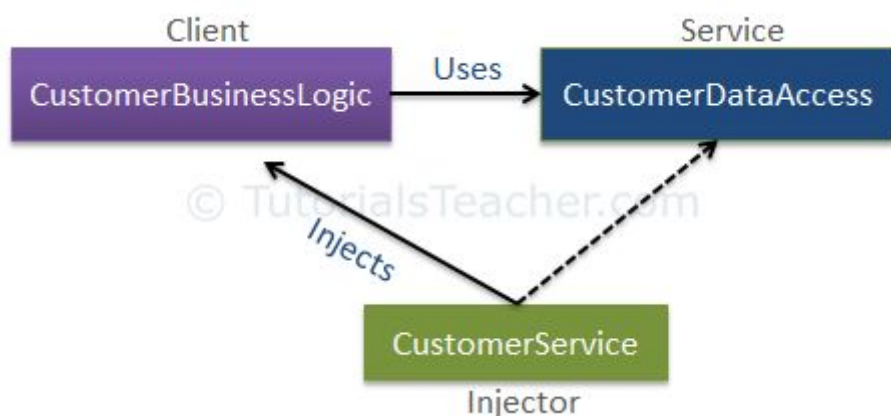 Client
Service
CustomerBusinessLogic
Uses
CustomerDataAccess
© TutorialsTeacher.com
Injects
CustomerService
Injector